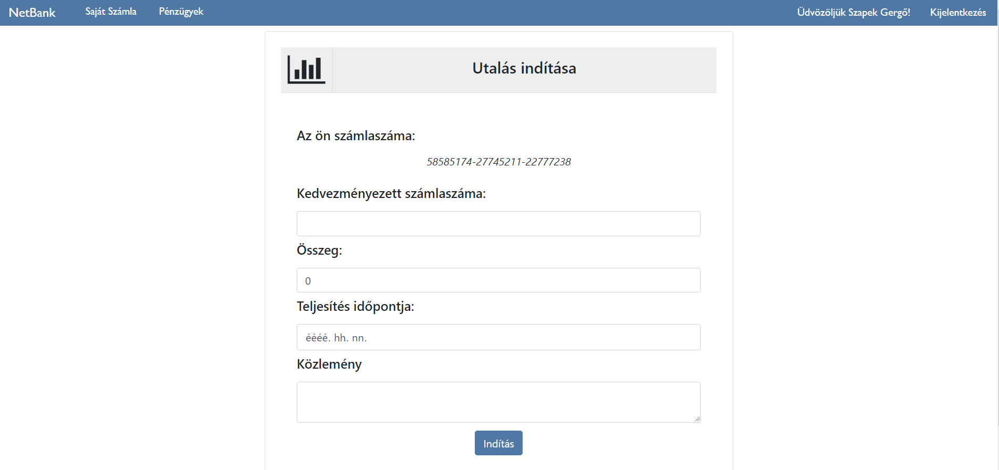 NetBank Saját Számla Pénzügyek Üdvözöljük Szapek Gergő! Kijelentkezés
Utalás indítása
Az ön számlaszáma:
58585174-27745211-22777238
Kedvezményezett számlaszáma:
Összeg:
0
Teljesítés időpontja:
éééé. hh. nn.
Közlemény
Indítás